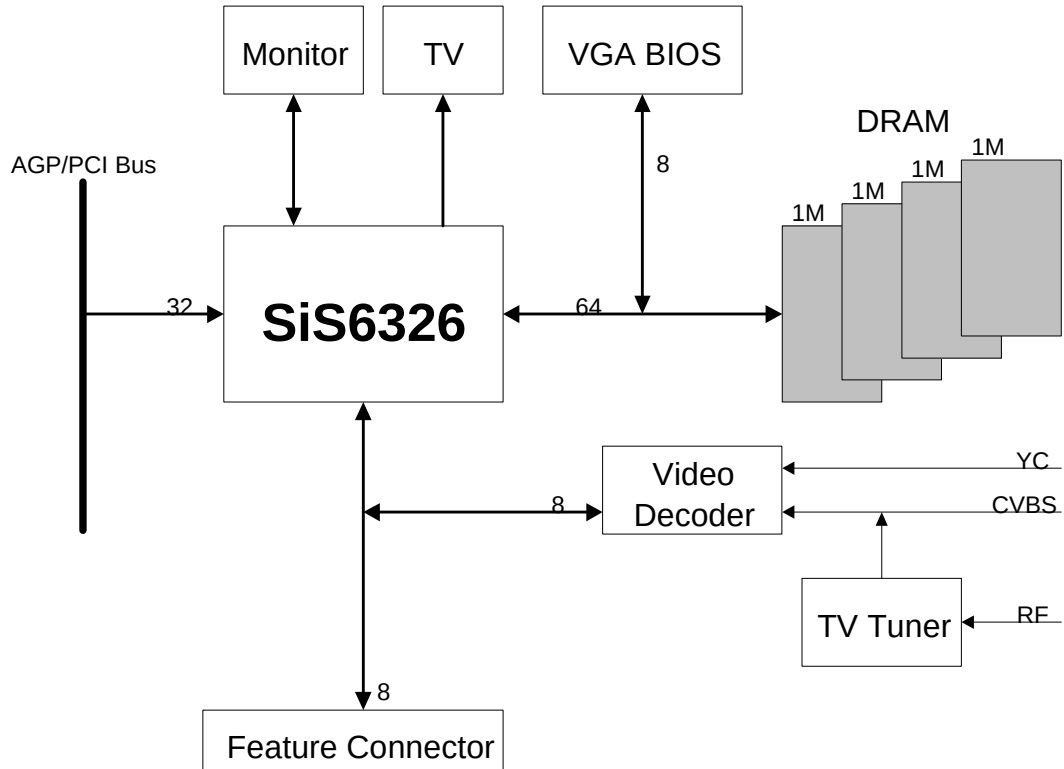 Monitor
TV
VGA BIOS
DRAM
AGP/PCI Bus
8
1M
1M
1M
1M
32
SiS6326
64
Video
Decoder
YC
8
CVBS
TV Tuner
RF
8
Feature Connector